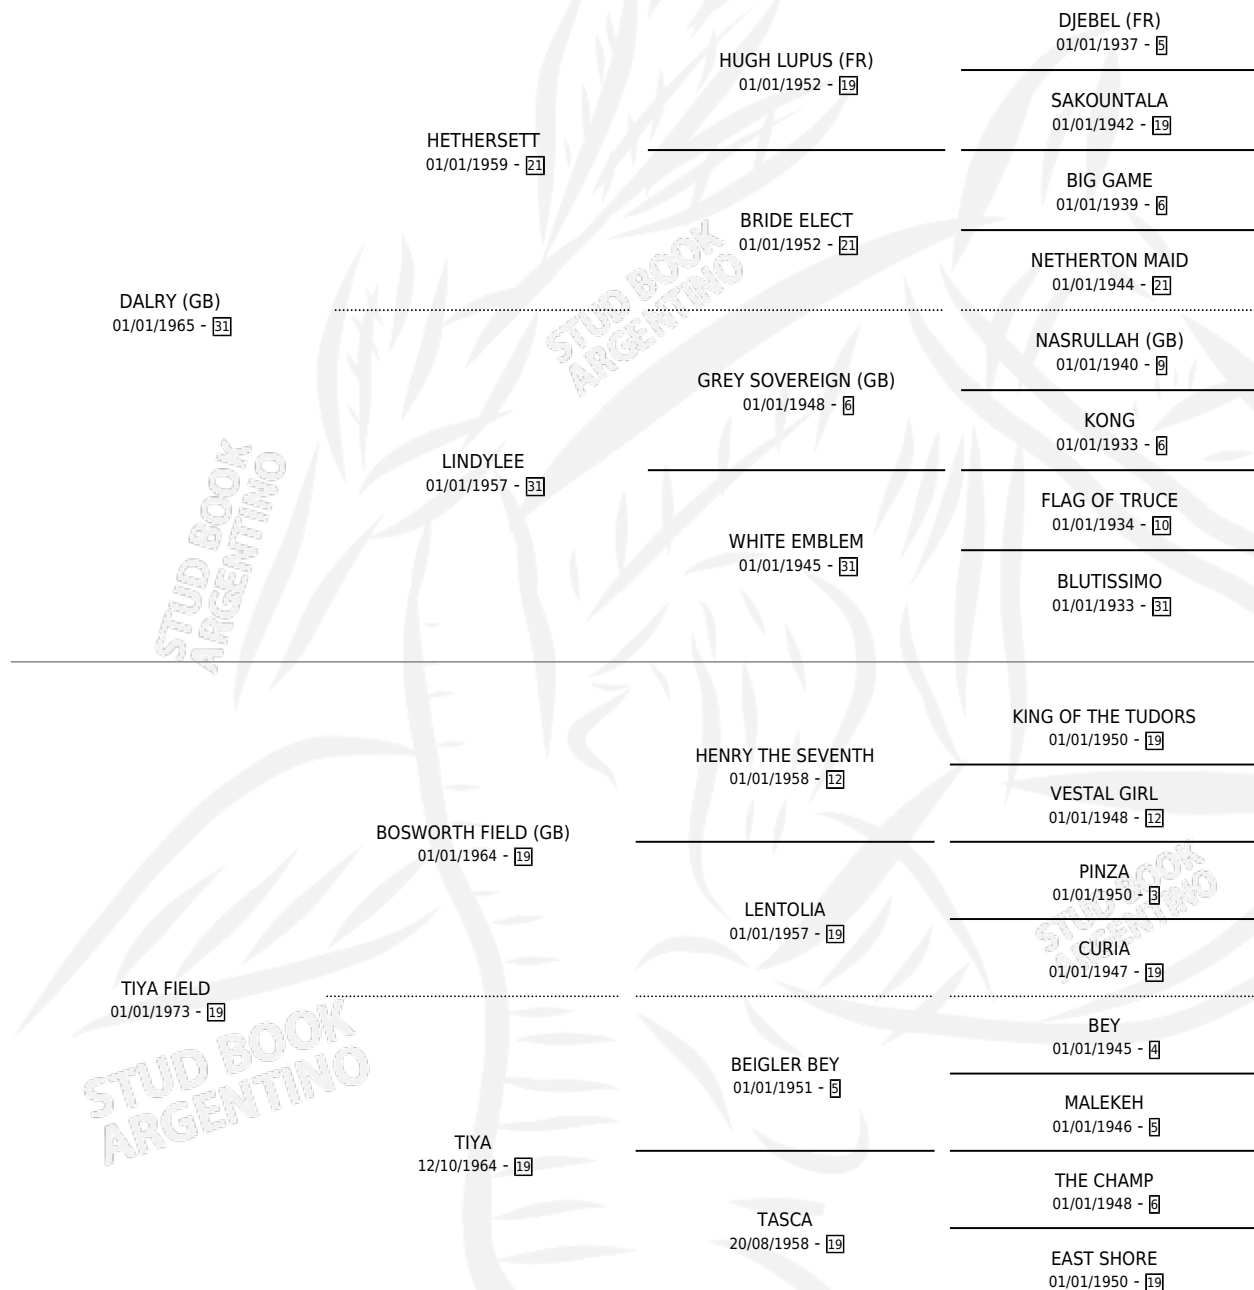 DJEBEL (FR)
01/01/1937 - 5
HUGH LUPUS (FR)
01/01/1952 - 19
SAKOUNTALA
01/01/1942 - 19
HETHERSETT
01/01/1959 - 21
BIG GAME
01/01/1939 - 6
BRIDE ELECT
01/01/1952 - 21
NETHERTON MAID
01/01/1944 - 21
DALRY (GB)
01/01/1965 - 31
STUD BOOK
ARGENTINO
NASRULLAH (GB)
01/01/1940 - 9
GREY SOVEREIGN (GB)
01/01/1948 - 6
KONG
01/01/1933 - 6
LINDYLEE
01/01/1957 - 31
FLAG OF TRUCE
01/01/1934 - 10
WHITE EMBLEM
01/01/1945 - 31
BLUTISSIMO
01/01/1933 - 31
STUD BOOK
ARGENTINO
KING OF THE TUDORS
01/01/1950 - 19
HENRY THE SEVENTH
01/01/1958 - 12
VESTAL GIRL
01/01/1948 - 12
BOSWORTH FIELD (GB)
01/01/1964 - 19
PINZA
01/01/1950 - 3
LENTOLIA
01/01/1957 - 19
STUD BOOK
ARGENTINO
CURIA
01/01/1947 - 19
TIYA FIELD
01/01/1973 - 19
BEY
01/01/1945 - 4
BEIGLER BEY
01/01/1951 - 5
STUD BOOK
ARGENTINO
MALEKEH
01/01/1946 - 5
TIYA
12/10/1964 - 19
THE CHAMP
01/01/1948 - 6
TASCA
20/08/1958 - 19
EAST SHORE
01/01/1950 - 19